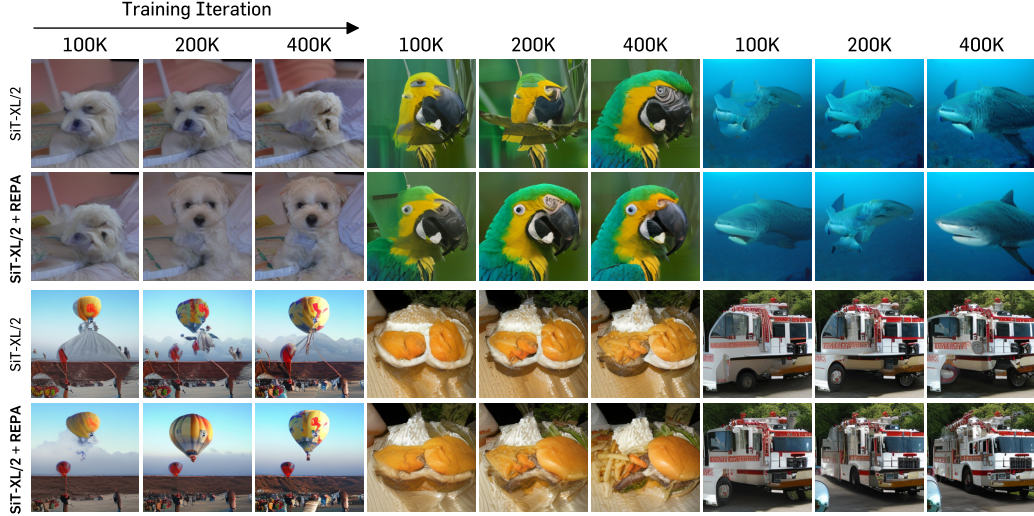 Training Iteration
100K 200K 400K 100K 200K 400K 100K 200K 400K
SiT-XL/2
SiT-XL/2 + REPA
SiT-XL/2
SiT-XL/2 + REPA